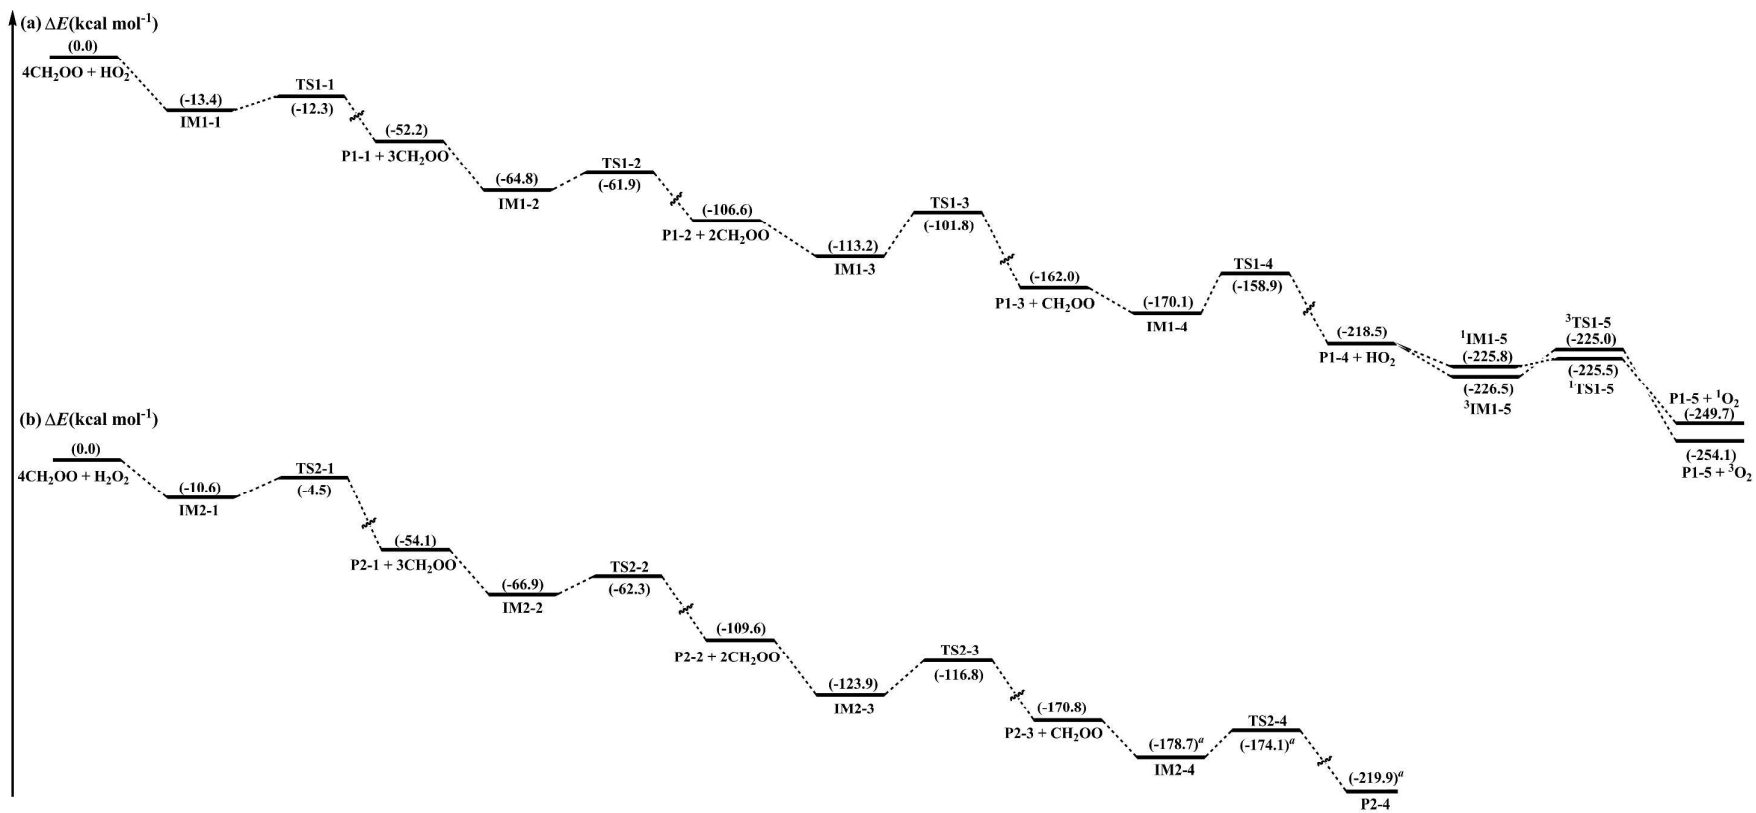 (a) ΔE(kcal mol⁻¹)
(0.0)
4CH₂OO + HO₂
(-13.4)
IM1-1
TS1-1
(-12.3)
(-52.2)
P1-1 + 3CH₂OO
(-64.8)
IM1-2
TS1-2
(-61.9)
(-106.6)
P1-2 + 2CH₂OO
(-113.2)
IM1-3
TS1-3
(-101.8)
(-162.0)
P1-3 + CH₂OO
(-170.1)
IM1-4
TS1-4
(-158.9)
(-218.5)
P1-4 + HO₂
¹IM1-5
(-225.8)
(-226.5)
³IM1-5
³TS1-5
(-225.0)
(-225.5)
¹TS1-5
P1-5 + ¹O₂
(-249.7)
(-254.1)
P1-5 + ³O₂
(b) ΔE(kcal mol⁻¹)
(0.0)
4CH₂OO + H₂O₂
(-10.6)
IM2-1
TS2-1
(-4.5)
(-54.1)
P2-1 + 3CH₂OO
(-66.9)
IM2-2
TS2-2
(-62.3)
(-109.6)
P2-2 + 2CH₂OO
(-123.9)
IM2-3
TS2-3
(-116.8)
(-170.8)
P2-3 + CH₂OO
(-178.7)ᵃ
IM2-4
TS2-4
(-174.1)ᵃ
(-219.9)ᵃ
P2-4